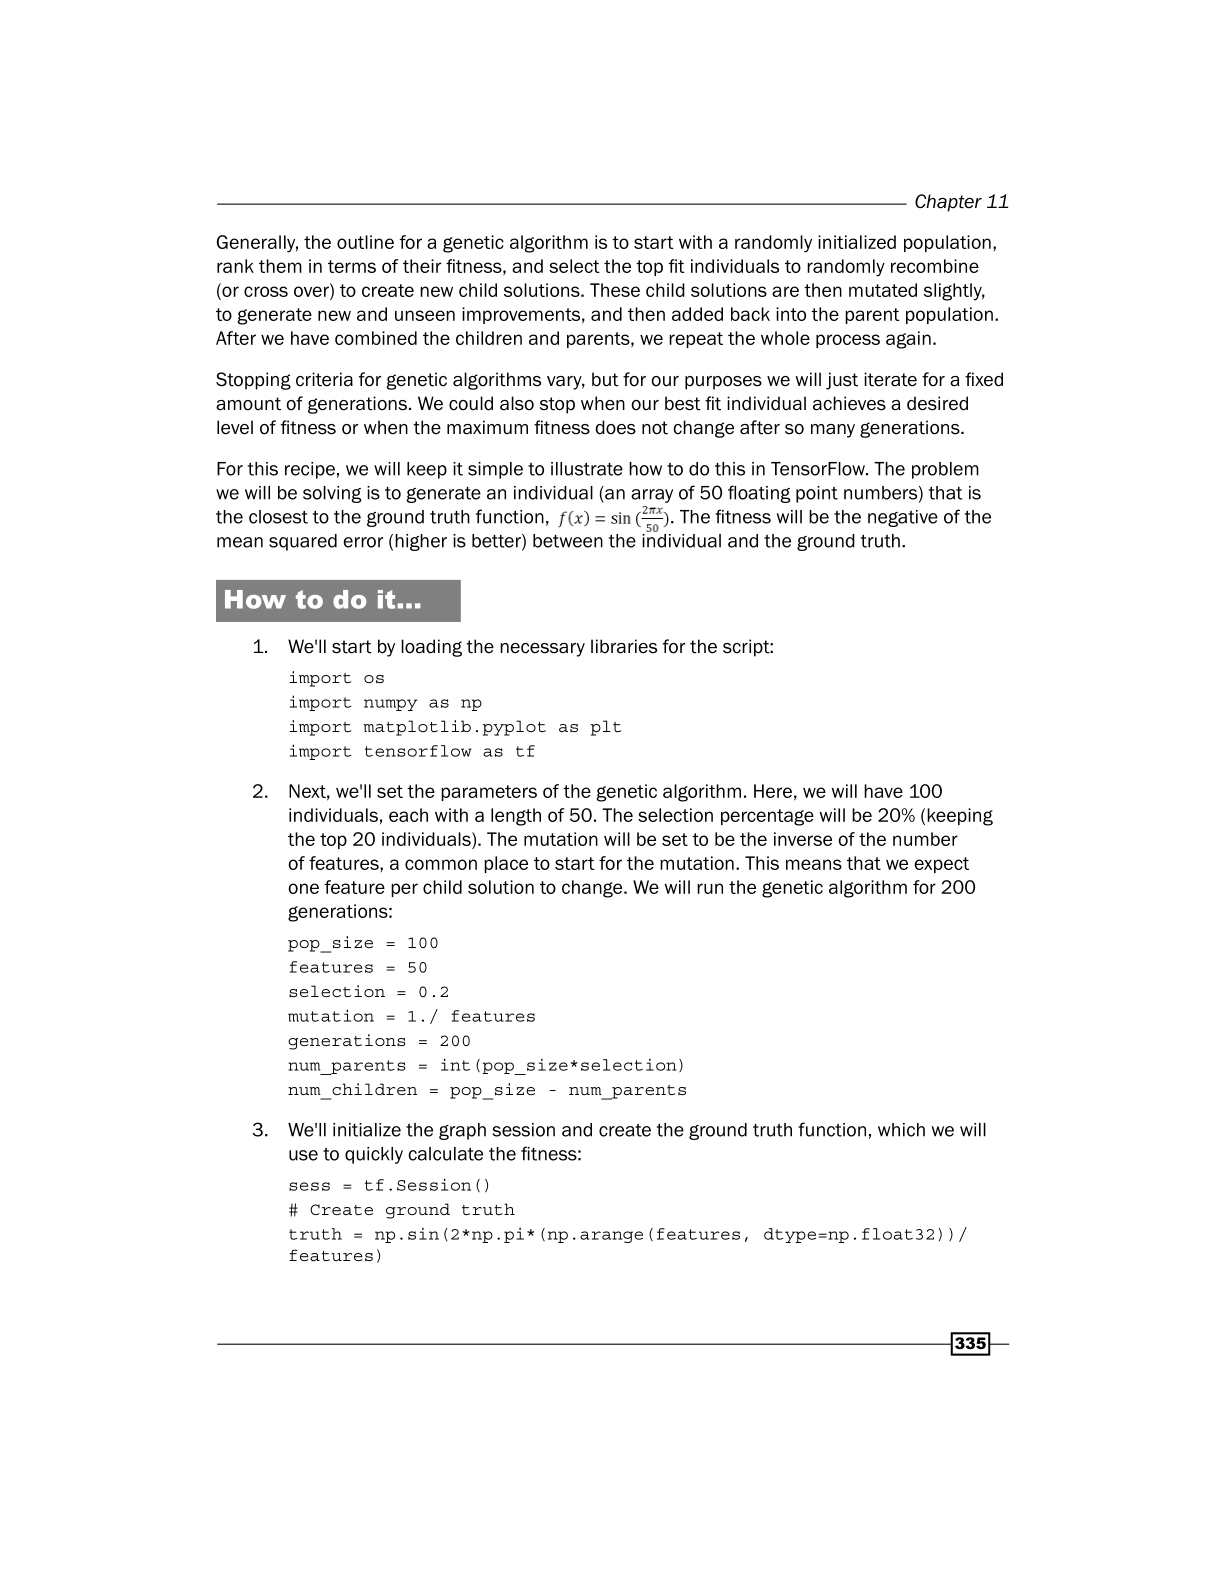 Chapter 11
Generally, the outline for a genetic algorithm is to start with a randomly initialized population,
rank them in terms of their fitness, and select the top fit individuals to randomly recombine
(or cross over) to create new child solutions. These child solutions are then mutated slightly,
to generate new and unseen improvements, and then added back into the parent population.
After we have combined the children and parents, we repeat the whole process again.
Stopping criteria for genetic algorithms vary, but for our purposes we will just iterate for a fixed
amount of generations. We could also stop when our best fit individual achieves a desired
level of fitness or when the maximum fitness does not change after so many generations.
For this recipe, we will keep it simple to illustrate how to do this in TensorFlow. The problem
we will be solving is to generate an individual (an array of 50 floating point numbers) that is
the closest to the ground truth function, f(x) = sin (2πx/50). The fitness will be the negative of the
mean squared error (higher is better) between the individual and the ground truth.
How to do it…
1. We'll start by loading the necessary libraries for the script:
import os
import numpy as np
import matplotlib.pyplot as plt
import tensorflow as tf
2. Next, we'll set the parameters of the genetic algorithm. Here, we will have 100
individuals, each with a length of 50. The selection percentage will be 20% (keeping
the top 20 individuals). The mutation will be set to be the inverse of the number
of features, a common place to start for the mutation. This means that we expect
one feature per child solution to change. We will run the genetic algorithm for 200
generations:
pop_size = 100
features = 50
selection = 0.2
mutation = 1./ features
generations = 200
num_parents = int(pop_size*selection)
num_children = pop_size - num_parents
3. We'll initialize the graph session and create the ground truth function, which we will
use to quickly calculate the fitness:
sess = tf.Session()
# Create ground truth
truth = np.sin(2*np.pi*(np.arange(features, dtype=np.float32))/
features)
335